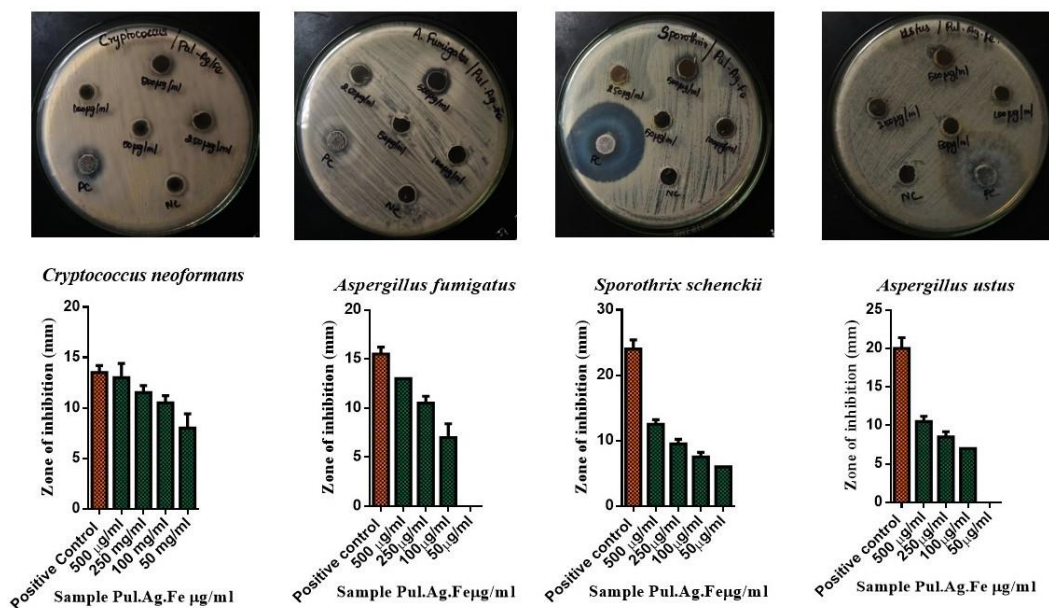 Cryptococcus / Pul-Ag/Fe
500µg/ml
100µg/ml
50µg/ml
250µg/ml
PC
NC
A. Fumigatus / Pul-Ag-Fe
250µg/ml
500µg/ml
50µg/ml
100µg/ml
PC
NC
Sporothrix / Pul-Ag-Fe
250µg/ml
500µg/ml
50µg/ml
100µg/ml
PC
NC
Ustus / Pul-Ag-Fe.
500µg/ml
250µg/ml
100µg/ml
50µg/ml
NC
PC
Cryptococcus neoformans
Zone of inhibition (mm)
20
15
10
5
0
Positive Control
500 µg/ml
250 mg/ml
100 mg/ml
50 mg/ml
Sample Pul.Ag.Fe µg/ml
Aspergillus fumigatus
Zone of inhibition (mm)
20
15
10
5
0
Positive control
500 µg/ml
250µg/ml
100µg/ml
50µg/ml
Sample Pul.Ag.Feµg/ml
Sporothrix schenckii
Zone of inhibition (mm)
30
20
10
0
Positive control
500 µg/ml
250µg/ml
100µg/ml
50µg/ml
Sample Pul.Ag.Fe µg/ml
Aspergillus ustus
Zone of inhibition (mm)
25
20
15
10
5
0
Positive control
500 µg/ml
250µg/ml
100µg/ml
50µg/ml
Sample Pul.Ag.Fe µg/ml